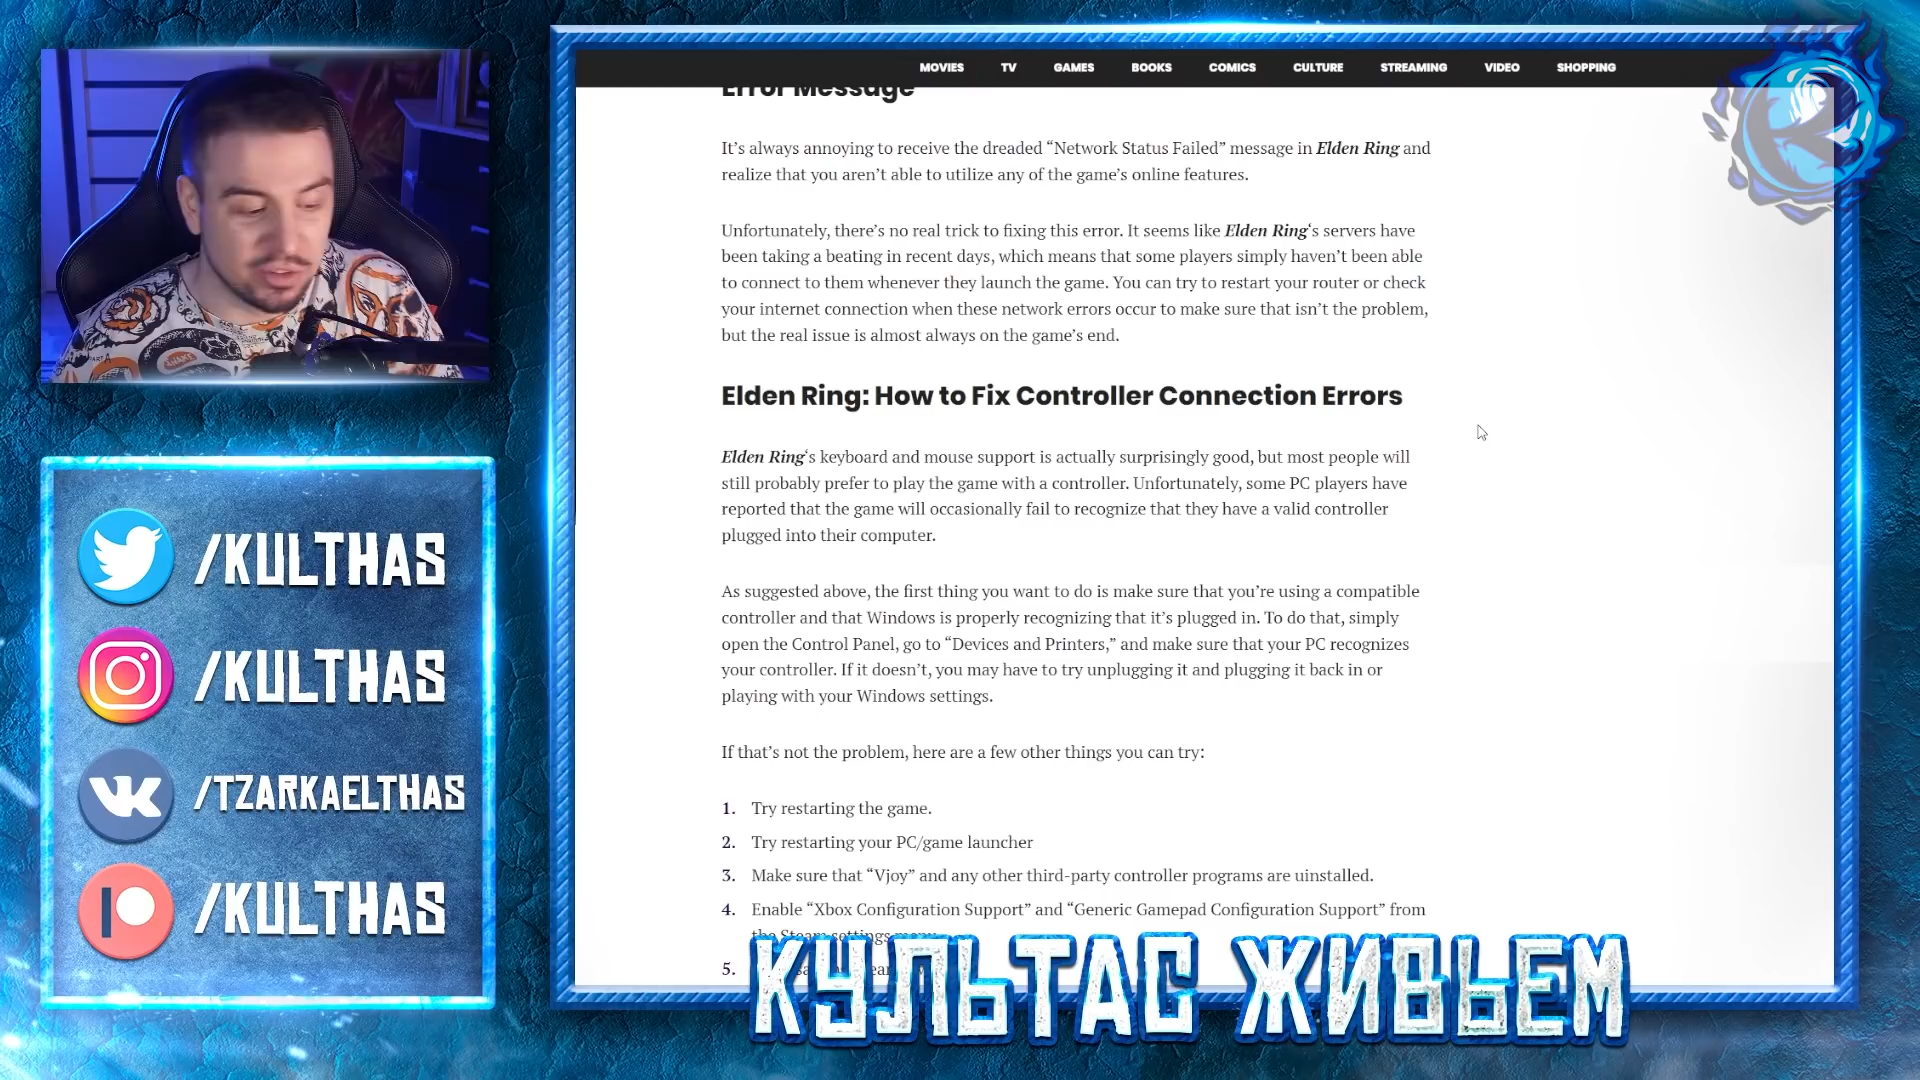 MOVIES TV GAMES BOOKS COMICS CULTURE STREAMING VIDEO SHOPPING
Error Message
It’s always annoying to receive the dreaded “Network Status Failed” message in Elden Ring and
realize that you aren’t able to utilize any of the game’s online features.
Unfortunately, there’s no real trick to fixing this error. It seems like Elden Ring‘s servers have
been taking a beating in recent days, which means that some players simply haven’t been able
to connect to them whenever they launch the game. You can try to restart your router or check
your internet connection when these network errors occur to make sure that isn’t the problem,
but the real issue is almost always on the game’s end.
Elden Ring: How to Fix Controller Connection Errors
Elden Ring‘s keyboard and mouse support is actually surprisingly good, but most people will
still probably prefer to play the game with a controller. Unfortunately, some PC players have
reported that the game will occasionally fail to recognize that they have a valid controller
plugged into their computer.
As suggested above, the first thing you want to do is make sure that you’re using a compatible
controller and that Windows is properly recognizing that it’s plugged in. To do that, simply
open the Control Panel, go to “Devices and Printers,” and make sure that your PC recognizes
your controller. If it doesn’t, you may have to try unplugging it and plugging it back in or
playing with your Windows settings.
If that’s not the problem, here are a few other things you can try:
1. Try restarting the game.
2. Try restarting your PC/game launcher
3. Make sure that “Vjoy” and any other third-party controller programs are uinstalled.
4. Enable “Xbox Configuration Support” and “Generic Gamepad Configuration Support” from
the Steam settings menu.
5.
/KULTHAS
/KULTHAS
/TZARKAELTHAS
/KULTHAS
КУЛЬТАС ЖИВЬЕМ